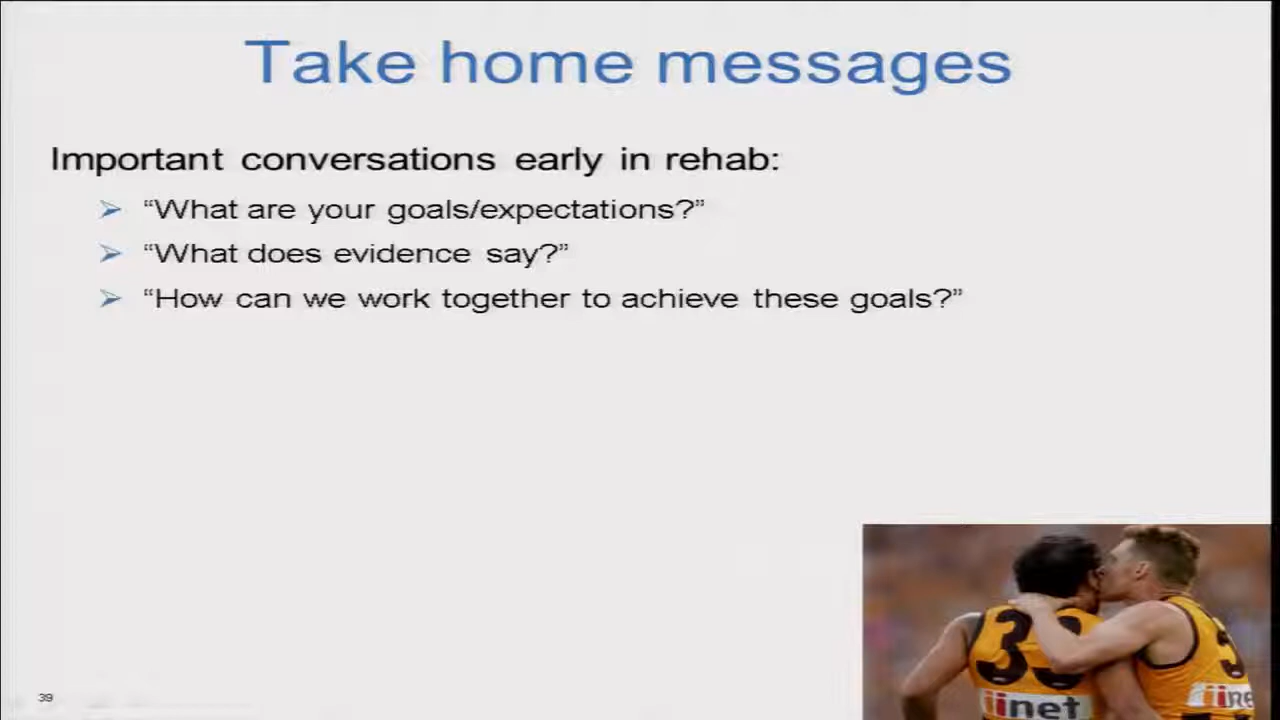 Take home messages
Important conversations early in rehab:
“What are your goals/expectations?”
“What does evidence say?”
“How can we work together to achieve these goals?”
33
iinet
39